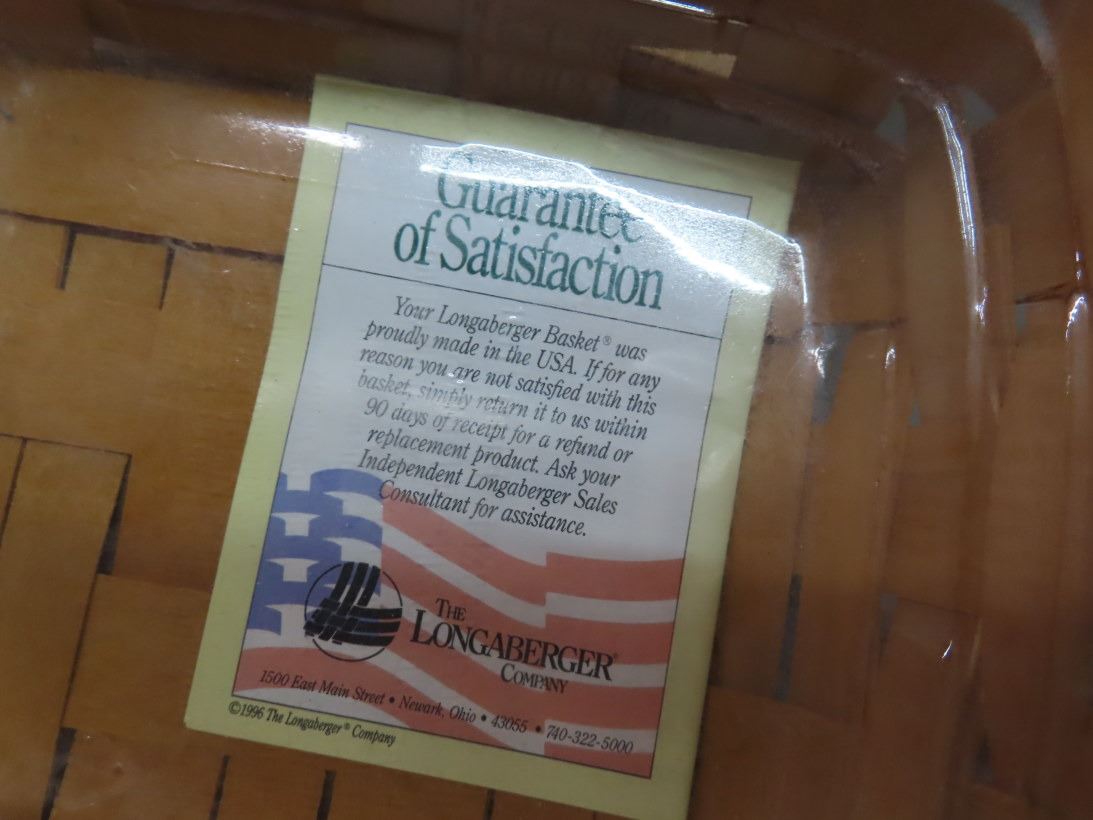 Guarantee
of Satisfaction
Your Longaberger Basket® was
proudly made in the USA. If for any
reason you are not satisfied with this
basket, simply return it to us within
90 days of receipt for a refund or
replacement product. Ask your
Independent Longaberger Sales
Consultant for assistance.
THE
LONGABERGER®
COMPANY
1500 East Main Street • Newark, Ohio • 43055 • 740-322-5000
©1996 The Longaberger® Company